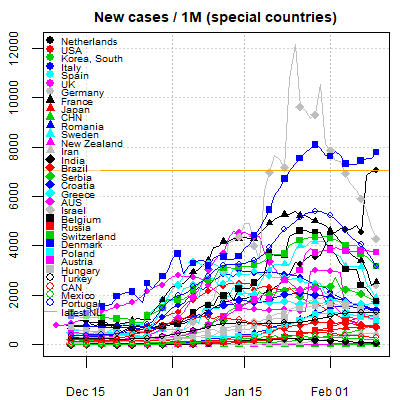 New cases / 1M (special countries)
12000
10000
8000
6000
4000
2000
0
Netherlands
USA
Korea, South
Italy
Spain
UK
Germany
France
Japan
CHN
Romania
Sweden
New Zealand
Iran
India
Brazil
Serbia
Croatia
Greece
AUS
Israel
Belgium
Russia
Switzerland
Denmark
Poland
Austria
Hungary
Turkey
CAN
Mexico
Portugal
latest NL
Dec 15
Jan 01
Jan 15
Feb 01